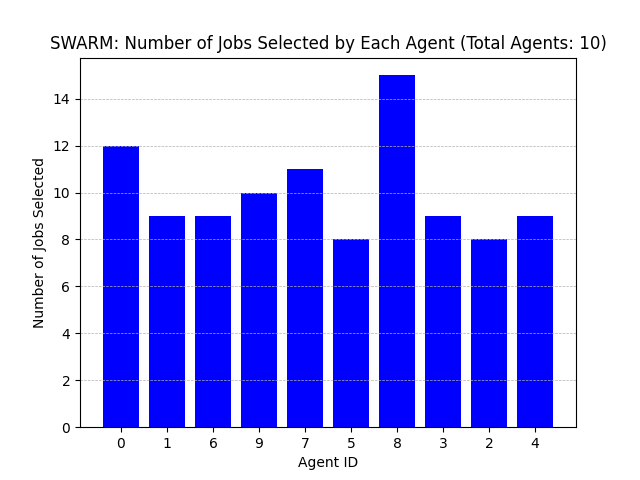 SWARM: Number of Jobs Selected by Each Agent (Total Agents: 10)
Number of Jobs Selected
14
12
10
8
6
4
2
0
0 1 6 9 7 5 8 3 2 4
Agent ID